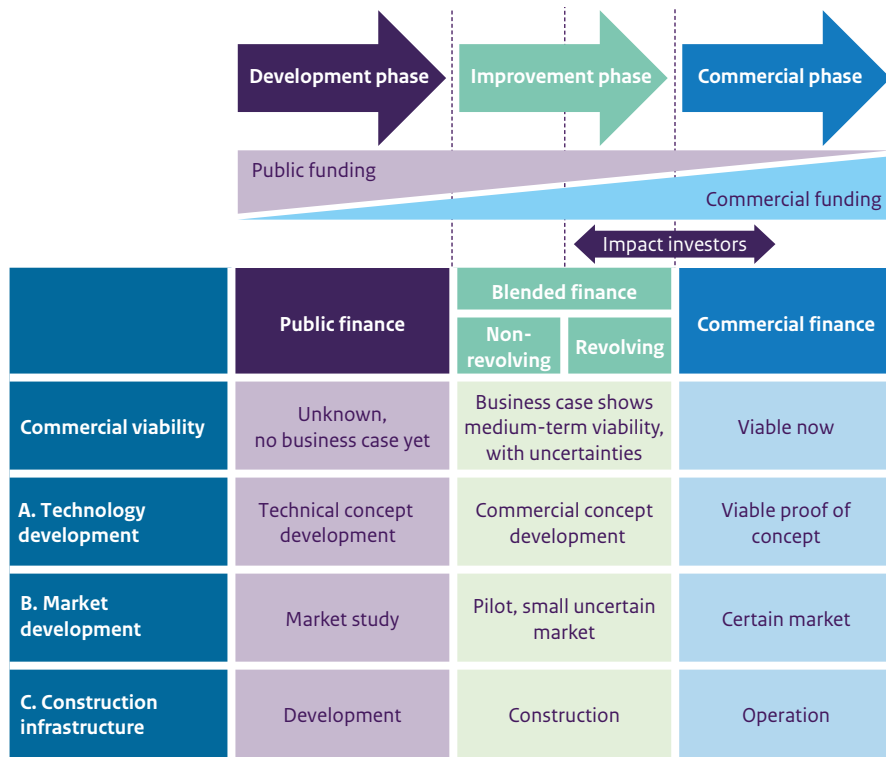 Development phase
Improvement phase
Commercial phase
Public funding
Commercial funding
Impact investors
Public finance
Blended finance
Non-
revolving
Revolving
Commercial finance
Commercial viability
Unknown,
no business case yet
Business case shows
medium-term viability,
with uncertainties
Viable now
A. Technology
development
Technical concept
development
Commercial concept
development
Viable proof of
concept
B. Market
development
Market study
Pilot, small uncertain
market
Certain market
C. Construction
infrastructure
Development
Construction
Operation